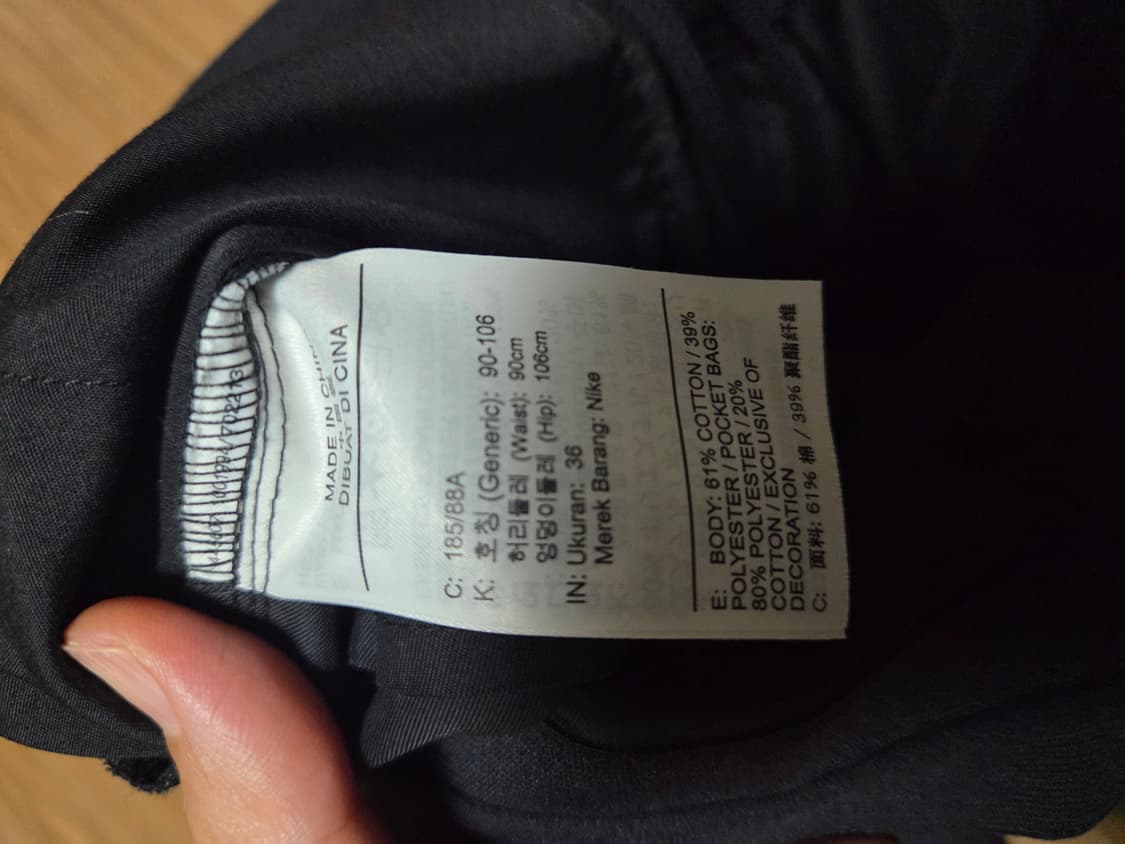 MADE IN
DIBUAT DI CINA
C: 185/88A
K: 호칭 (Generic): 90-106
허리둘레 (Waist): 90cm
엉덩이둘레 (Hip): 106cm
IN: Ukuran: 36
Merek Barang: Nike
E: BODY: 61% COTTON / 39%
POLYESTER / POCKET BAGS:
80% POLYESTER / 20%
COTTON / EXCLUSIVE OF
DECORATION
C: 面料: 61% 棉 / 39% 聚酯纤维